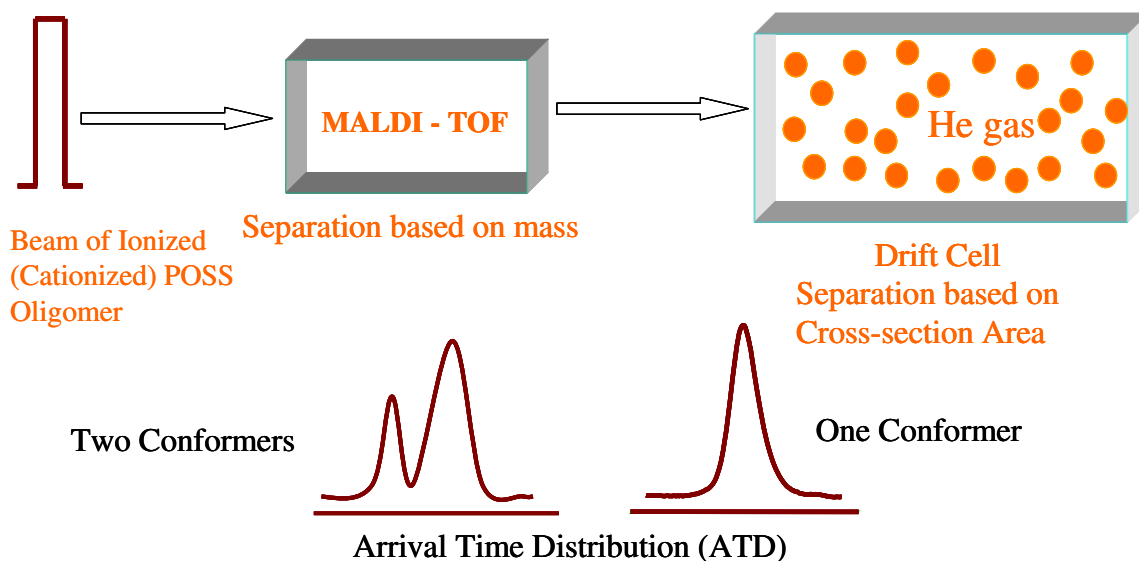 MALDI - TOF
He gas
Beam of Ionized
(Cationized) POSS
Oligomer
Separation based on mass
Drift Cell
Separation based on
Cross-section Area
Two Conformers
One Conformer
Arrival Time Distribution (ATD)